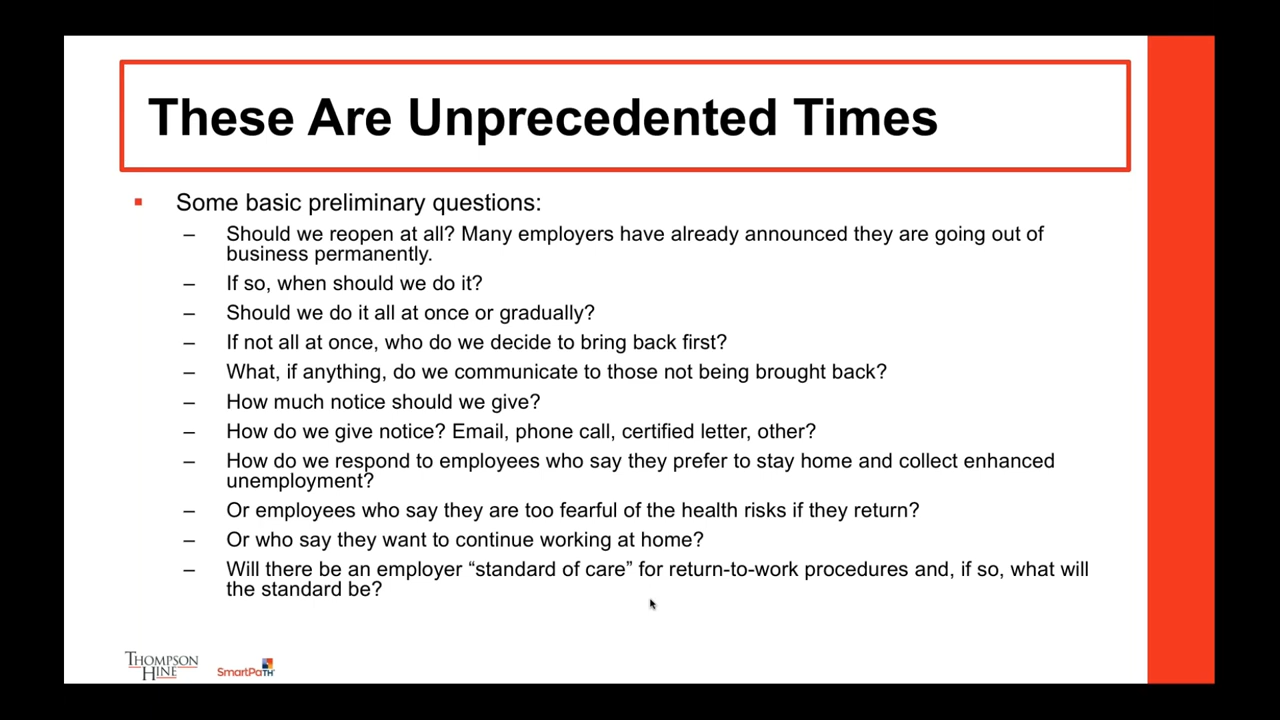 These Are Unprecedented Times
▪ Some basic preliminary questions:
– Should we reopen at all? Many employers have already announced they are going out of
business permanently.
– If so, when should we do it?
– Should we do it all at once or gradually?
– If not all at once, who do we decide to bring back first?
– What, if anything, do we communicate to those not being brought back?
– How much notice should we give?
– How do we give notice? Email, phone call, certified letter, other?
– How do we respond to employees who say they prefer to stay home and collect enhanced
unemployment?
– Or employees who say they are too fearful of the health risks if they return?
– Or who say they want to continue working at home?
– Will there be an employer “standard of care” for return-to-work procedures and, if so, what will
the standard be?
THOMPSON
HINE
SmartPaTH